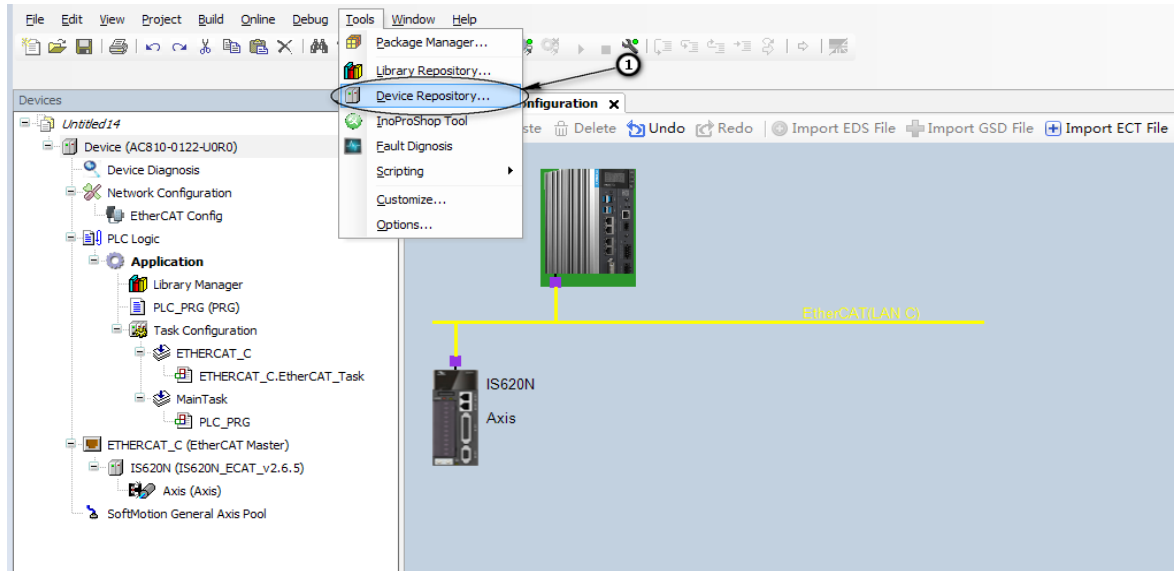 File Edit View Project Build Online Debug Tools Window Help
Package Manager...
1
Library Repository...
Device Repository...
InoProShop Tool
Fault Dignosis
Scripting
Customize...
Options...
Devices
Untitled14
Device (AC810-0122-U0R0)
Device Diagnosis
Network Configuration
EtherCAT Config
PLC Logic
Application
Library Manager
PLC_PRG (PRG)
Task Configuration
ETHERCAT_C
ETHERCAT_C.EtherCAT_Task
MainTask
PLC_PRG
ETHERCAT_C (EtherCAT Master)
IS620N (IS620N_ECAT_v2.6.5)
Axis (Axis)
SoftMotion General Axis Pool
nfiguration X
ste Delete Undo Redo Import EDS File Import GSD File Import ECT File
EtherCAT(LAN C)
IS620N
Axis